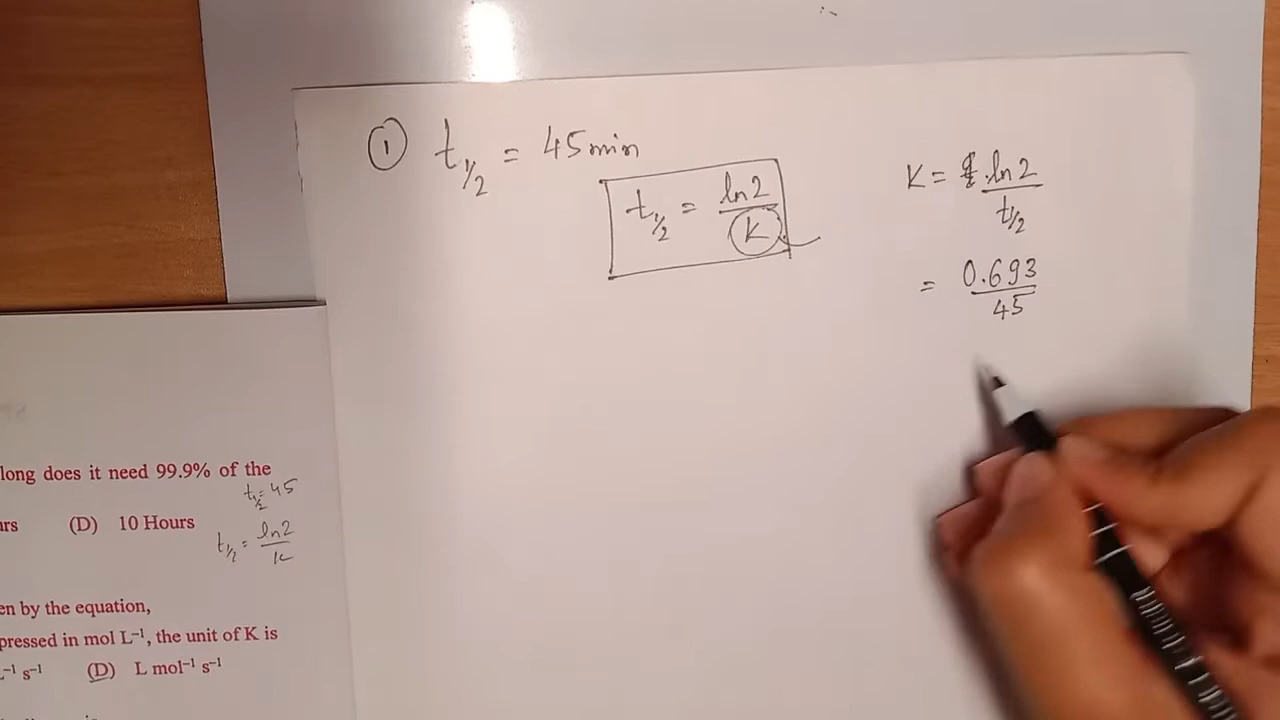 ① t1/2 = 45min
t1/2 = ln2/K
K = ln2/t1/2
= 0.693/45
long does it need 99.9% of the
t1/2 = 45
urs (D) 10 Hours
t1/2 = ln2/K
en by the equation,
pressed in mol L⁻¹, the unit of K is
L⁻¹ s⁻¹ (D) L mol⁻¹ s⁻¹